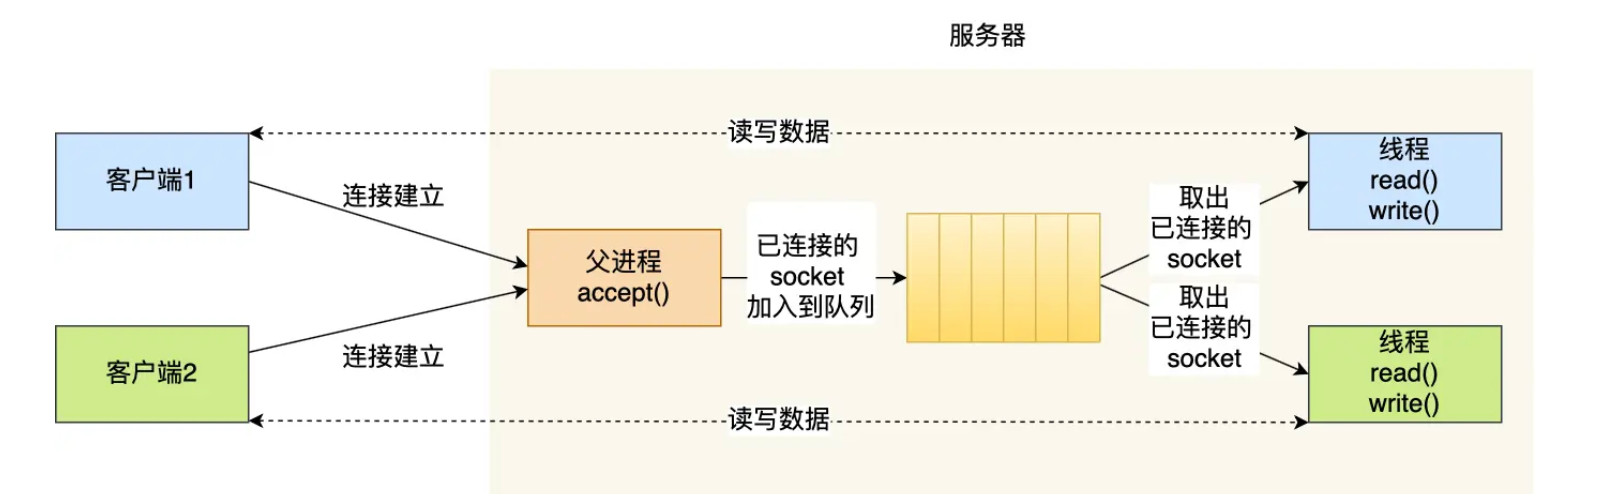 服务器
读写数据
客户端1
连接建立
父进程
accept()
已连接的
socket
加入到队列
取出
已连接的
socket
线程
read()
write()
客户端2
连接建立
取出
已连接的
socket
线程
read()
write()
读写数据